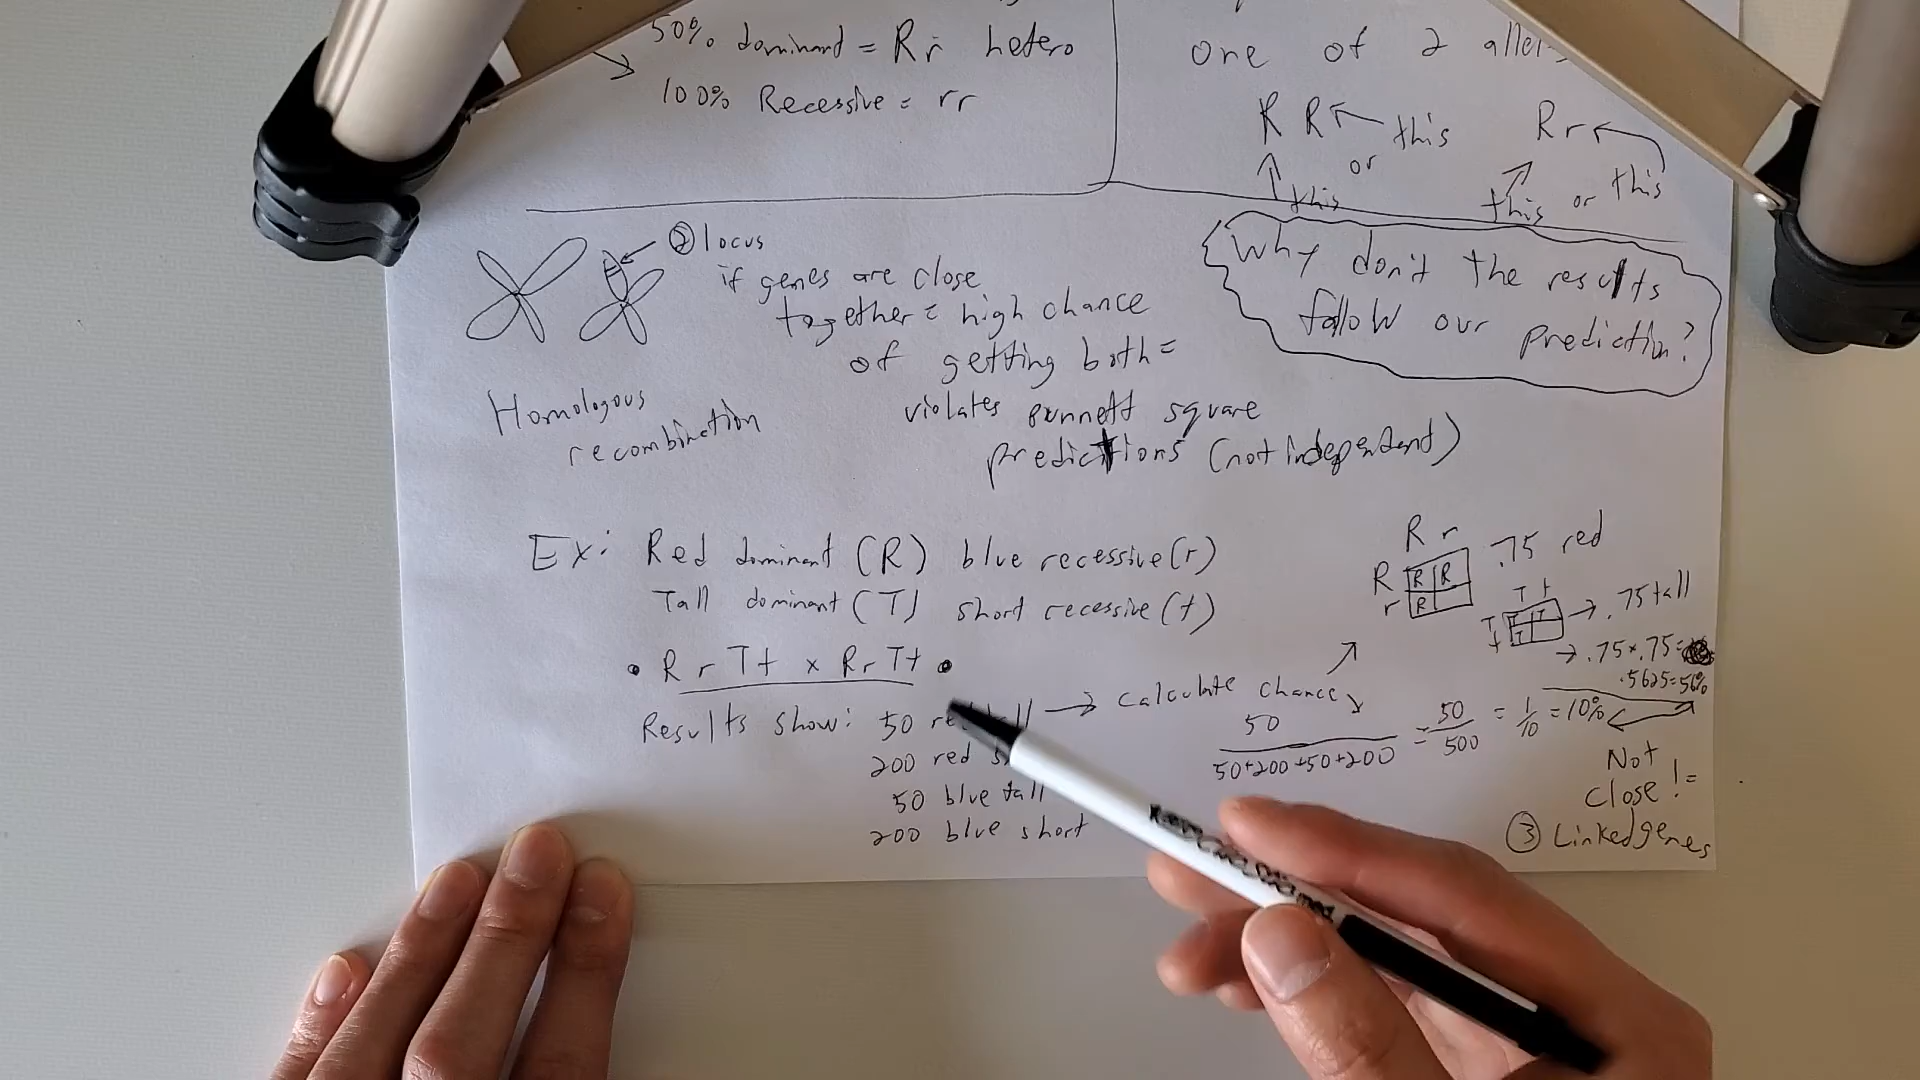 50% dominant = Rr hetero
100% Recessive = rr
one of 2
R R this
or
this
Rr
this or this
② locus
if genes are close
together = high chance
of getting both =
violates punnett square
predictions (not independent)
Homologous
recombination
Why don't the results
follow our
prediction?
Ex: Red dominant (R) blue recessive (r)
Tall dominant (T) short recessive (t)
• Rr Tt x Rr Tt •
Results show: 50 red tall
200 red
50 blue tall
200 blue short
→ calculate chance
R r
R R R
r R
.75 red
T t
T T T
t T
→ .75 tall
→ .75 x .75 =
.5625 = 56%
50
50+200+50+200
= 50/500 = 1/10 = 10%
Not
close! =
③ Linked genes